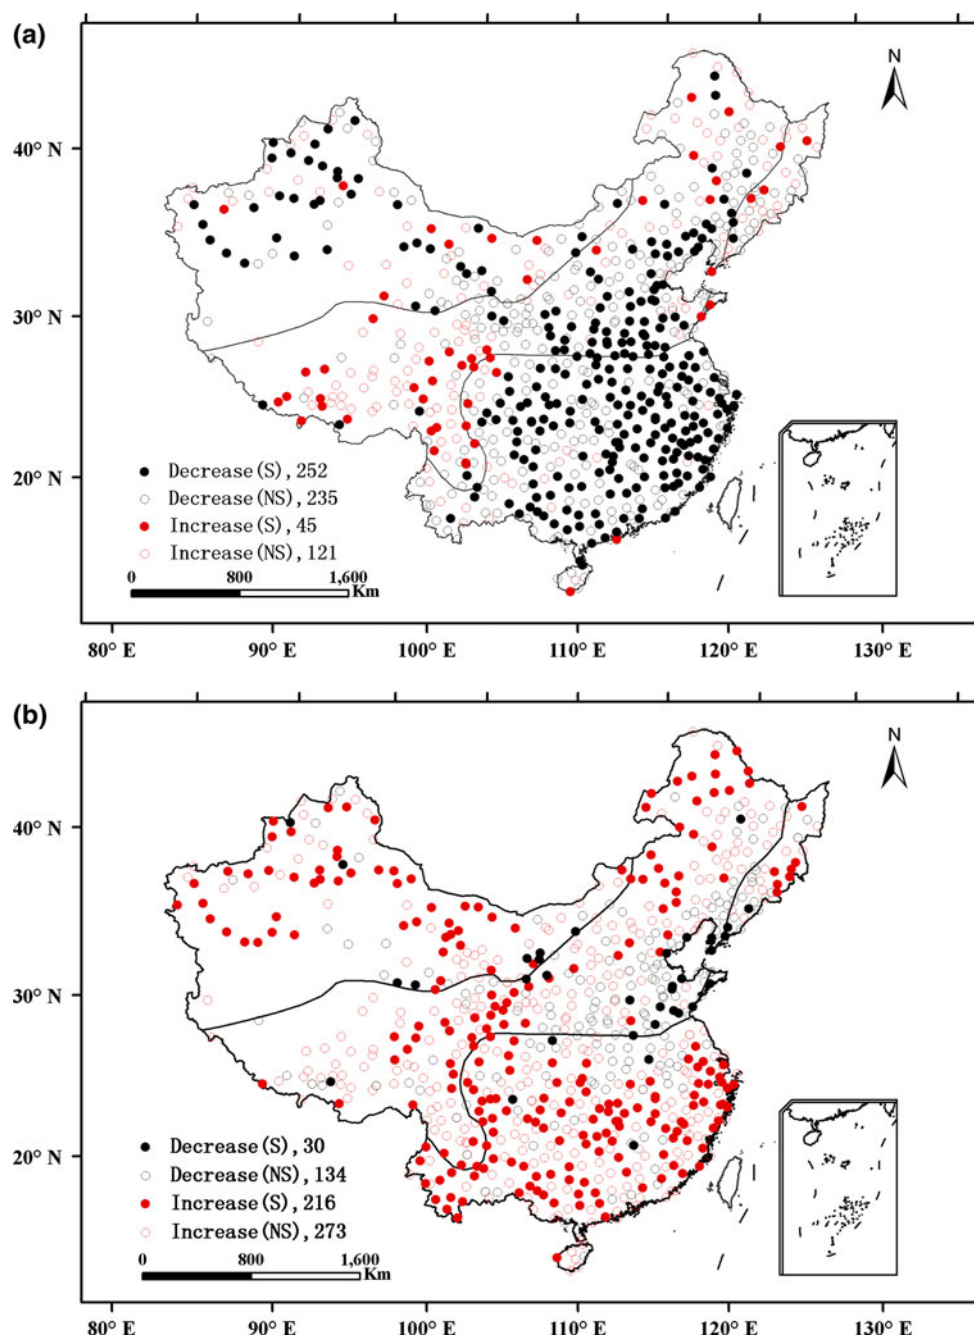 (a)
N
40° N
30° N
20° N
Decrease(S), 252
Decrease(NS), 235
Increase(S), 45
Increase(NS), 121
0 800 1,600
Km
80° E 90° E 100° E 110° E 120° E 130° E
(b)
N
40° N
30° N
20° N
Decrease(S), 30
Decrease(NS), 134
Increase(S), 216
Increase(NS), 273
0 800 1,600
Km
80° E 90° E 100° E 110° E 120° E 130° E